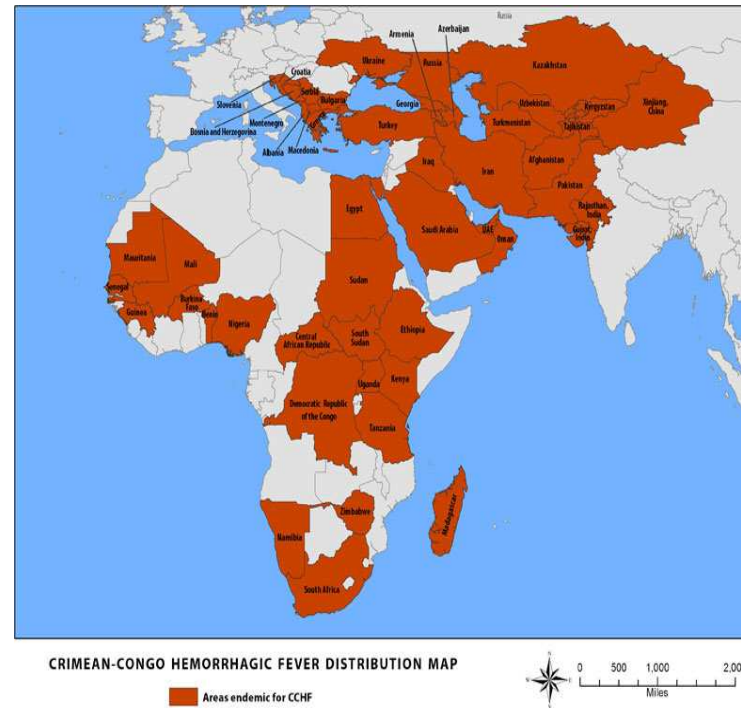 Russia
Armenia
Azerbaijan
Ukraine
Russia
Kazakhstan
Croatia
Serbia
Slovenia
Bulgaria
Georgia
Uzbekistan
Kyrgyzstan
Xinjiang,
China
Montenegro
Turkey
Turkmenistan
Tajikistan
Bosnia and Herzegovina
Albania
Macedonia
Iraq
Iran
Afghanistan
Pakistan
Rajasthan,
India
Gujrat,
India
Egypt
Saudi Arabia
UAE
Oman
Mauritania
Mali
Sudan
Senegal
Burkina
Faso
Guinea
Benin
Nigeria
Central
African Republic
South
Sudan
Ethiopia
Uganda
Kenya
Democratic Republic
of the Congo
Tanzania
Zimbabwe
Madagascar
Namibia
South Africa
CRIMEAN-CONGO HEMORRHAGIC FEVER DISTRIBUTION MAP
Areas endemic for CCHF
N
0 500 1,000 2,00
Miles